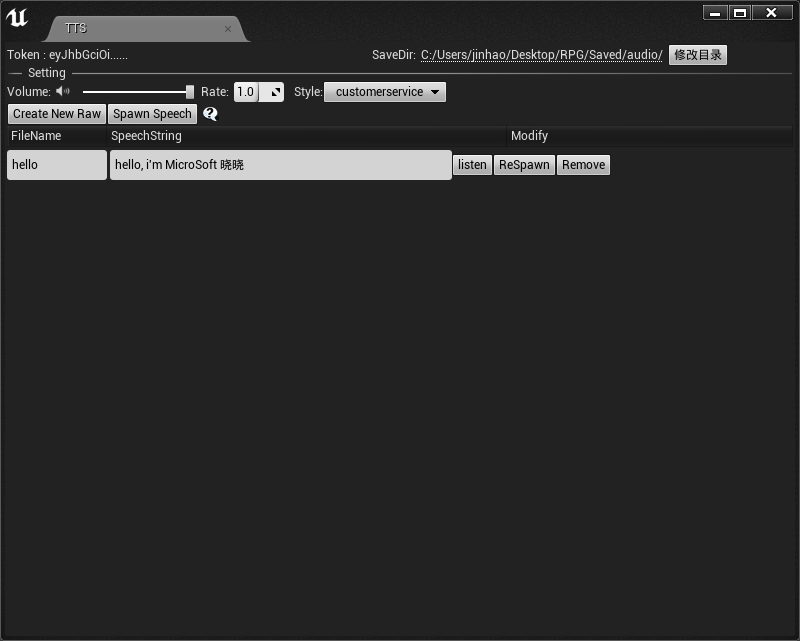 TTS
Token : eyJhbGciOi...... SaveDir: C:/Users/jinhao/Desktop/RPG/Saved/audio/ 修改目录
Setting
Volume: Rate: 1.0 Style: customerservice
Create New Raw Spawn Speech ?
FileName SpeechString Modify
hello hello, i'm MicroSoft 晓晓 listen ReSpawn Remove